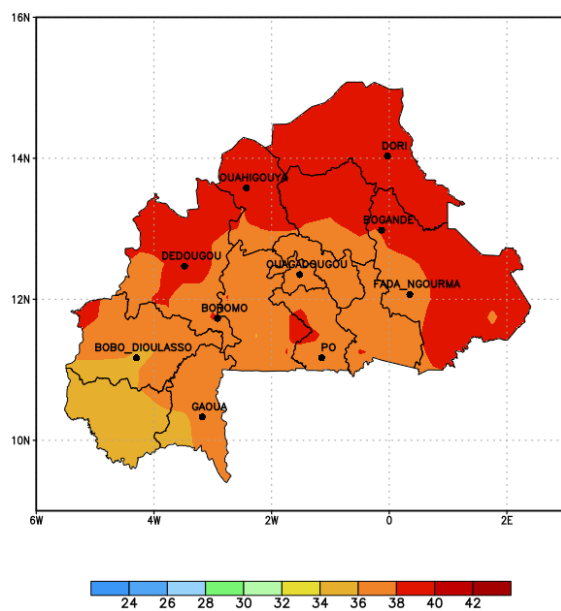 16N
DORI
14N
OUAHIGOUYA
BOGANDE
DEDOUGOU
OUAGADOUGOU
FADA_NGOURMA
12N
BOROMO
BOBO_DIOULASSO
PO
GAOUA
10N
6W 4W 2W 0 2E
24 26 28 30 32 34 36 38 40 42